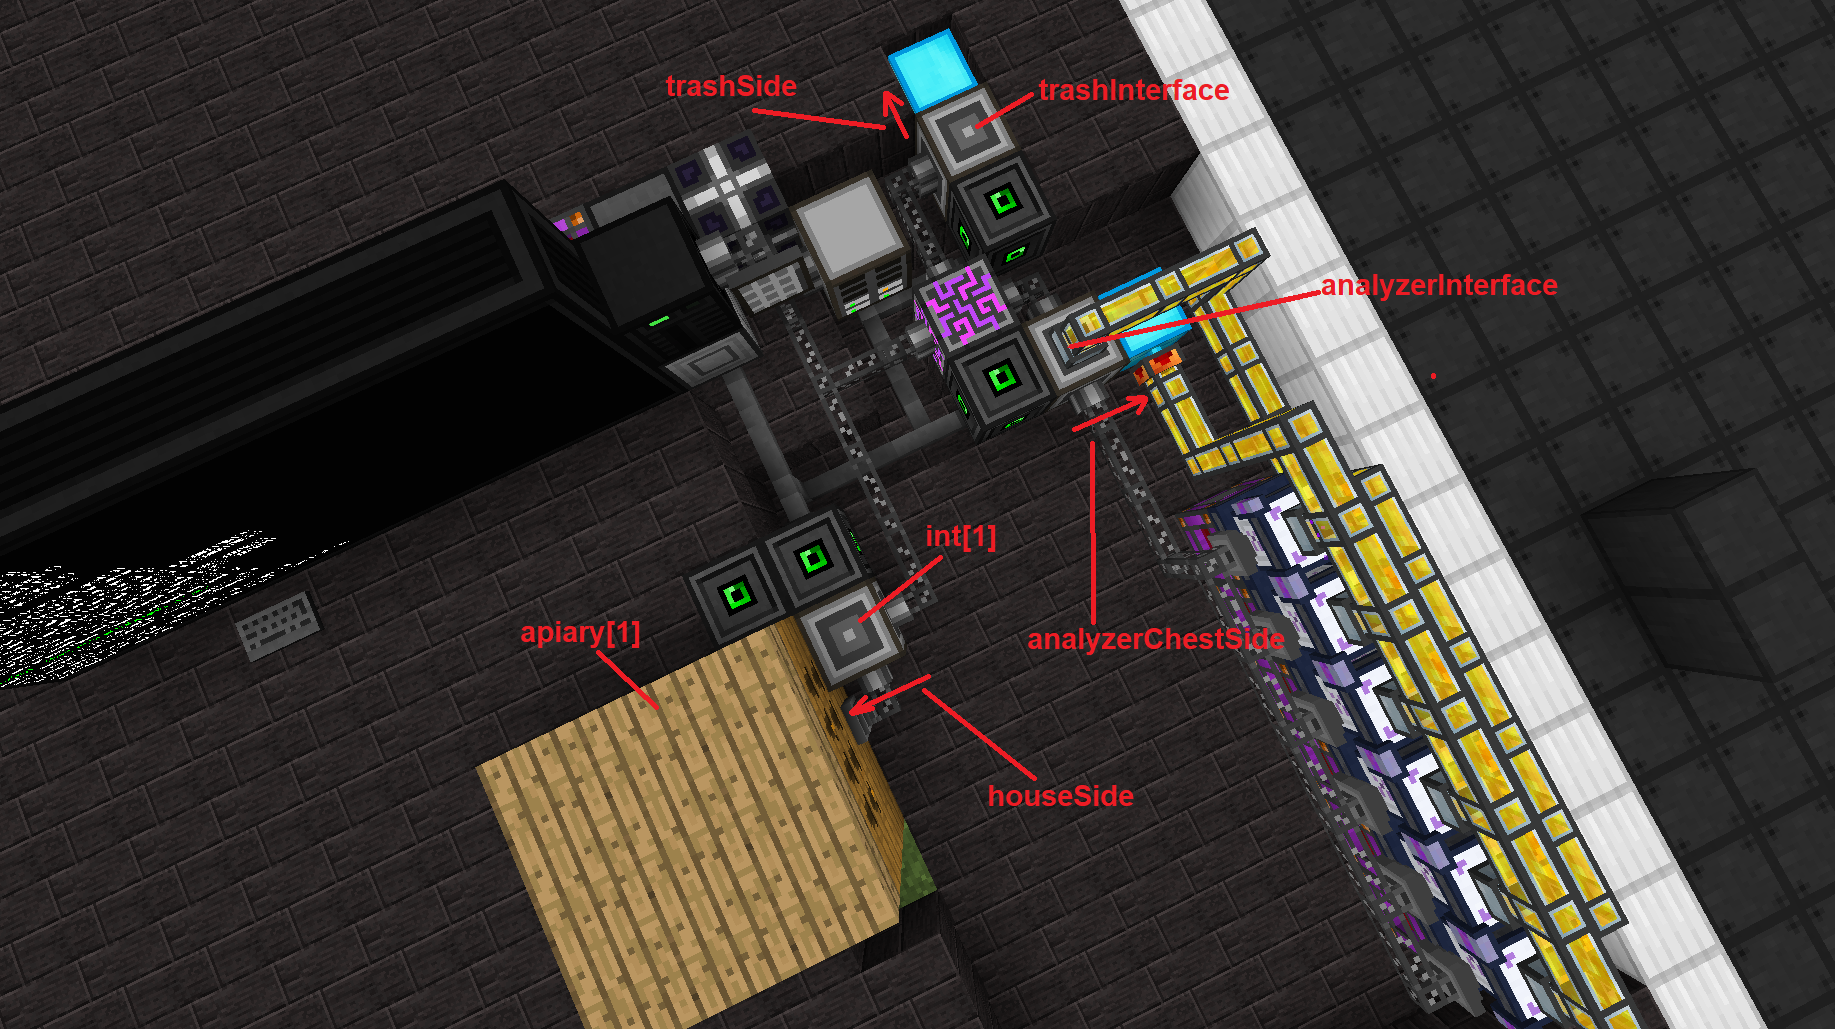 trashSide
trashInterface
analyzerInterface
int[1]
apiary[1]
analyzerChestSide
houseSide